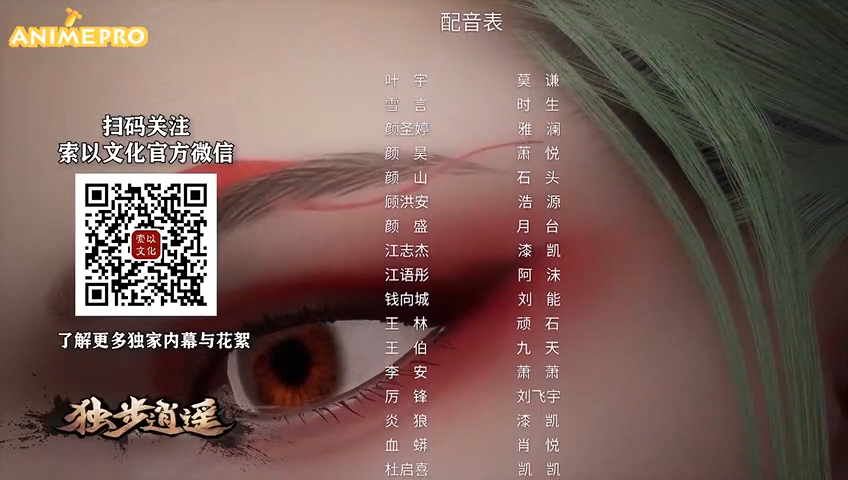 ANIMEPRO
配音表
叶 宇 莫 谦
雪 言 时 生
颜圣婷 雅 澜
颜 昊 萧 悦
颜 山 石 头
顾洪安 浩 源
颜 盛 月 台
江志杰 漆 凯
江语彤 阿 沫
钱向城 刘 能
王 林 顽 石
王 伯 九 天
李 安 萧 萧
厉 锋 刘飞宇
炎 狼 漆 凯
血 蟒 肖 悦
杜启喜 凯 凯
扫码关注
索以文化官方微信
索以
文化
了解更多独家内幕与花絮
独步逍遥